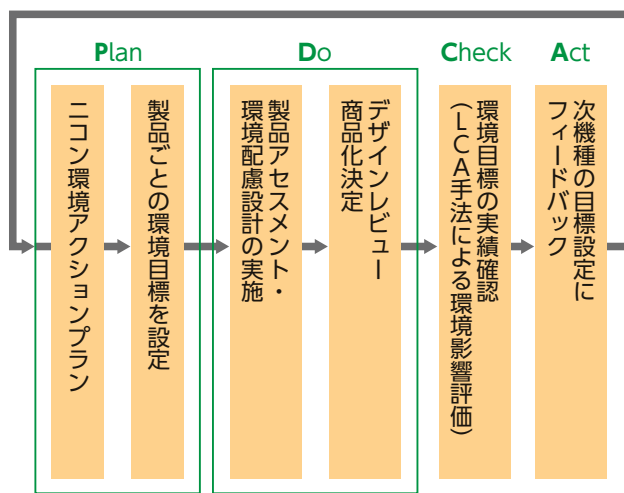 Plan
ニコン環境アクションプラン
製品ごとの環境目標を設定
Do
製品アセスメント・
環境配慮設計の実施
デザインレビュー
商品化決定
Check
環境目標の実績確認
(LCA手法による環境影響評価)
Act
次機種の目標設定に
フィードバック